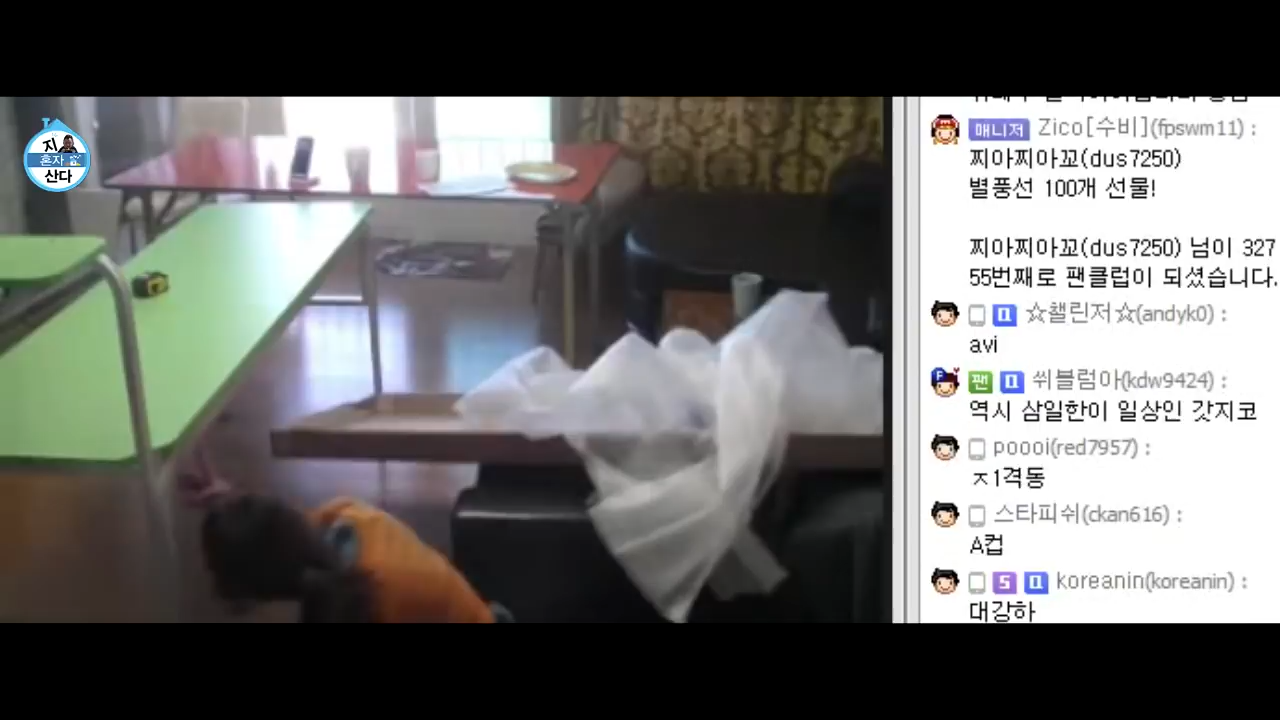 지
혼자
산다
매니저 Zico[수비](fpswm11) :
찌아찌아꼬(dus7250)
별풍선 100개 선물!
찌아찌아꼬(dus7250) 님이 327
55번째로 팬클럽이 되셨습니다.
☆챌린저☆(andyk0) :
avi
팬 쒸블럼아(kdw9424) :
역시 삼일한이 일상인 갓지코
poooi(red7957) :
ㅈ1격동
스타피쉬(ckan616) :
A컵
S koreanin(koreanin) :
대강하